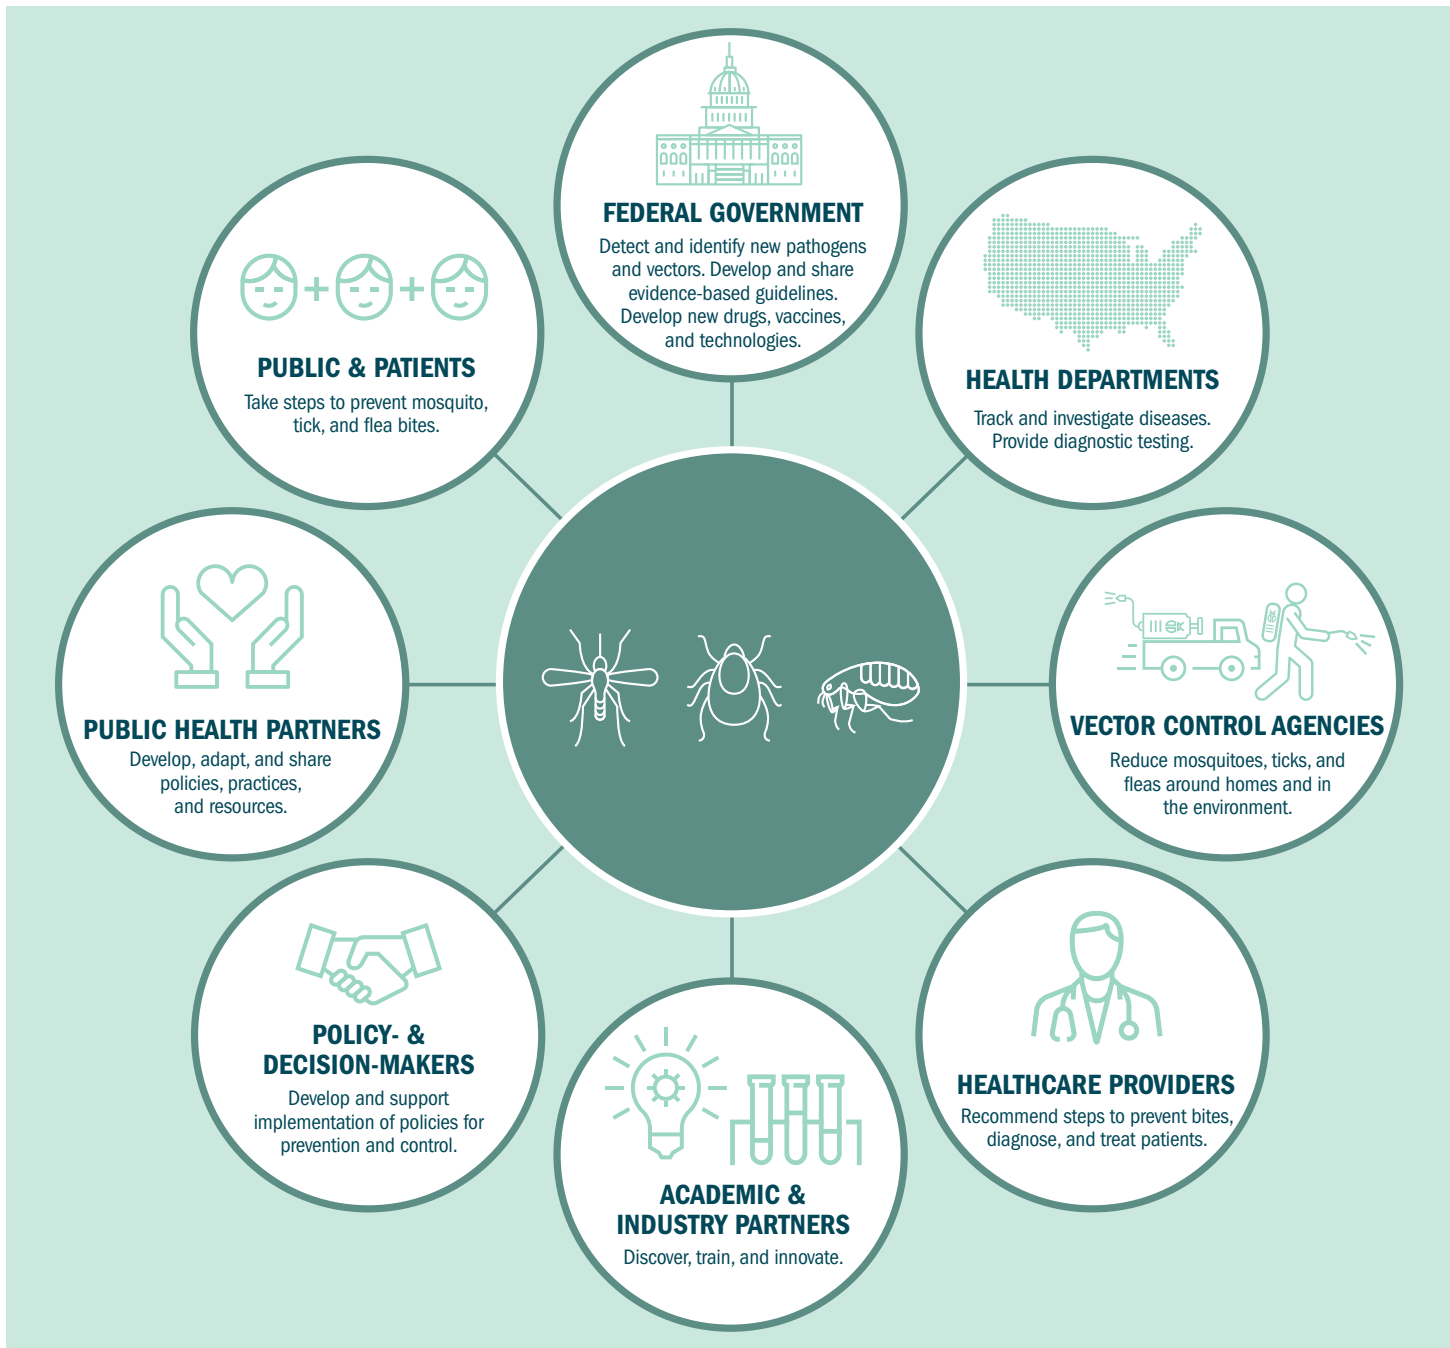 FEDERAL GOVERNMENT
Detect and identify new pathogens
and vectors. Develop and share
evidence-based guidelines.
Develop new drugs, vaccines,
and technologies.
HEALTH DEPARTMENTS
Track and investigate diseases.
Provide diagnostic testing.
VECTOR CONTROL AGENCIES
Reduce mosquitoes, ticks, and
fleas around homes and in
the environment.
HEALTHCARE PROVIDERS
Recommend steps to prevent bites,
diagnose, and treat patients.
ACADEMIC &
INDUSTRY PARTNERS
Discover, train, and innovate.
POLICY- &
DECISION-MAKERS
Develop and support
implementation of policies for
prevention and control.
PUBLIC HEALTH PARTNERS
Develop, adapt, and share
policies, practices,
and resources.
PUBLIC & PATIENTS
Take steps to prevent mosquito,
tick, and flea bites.